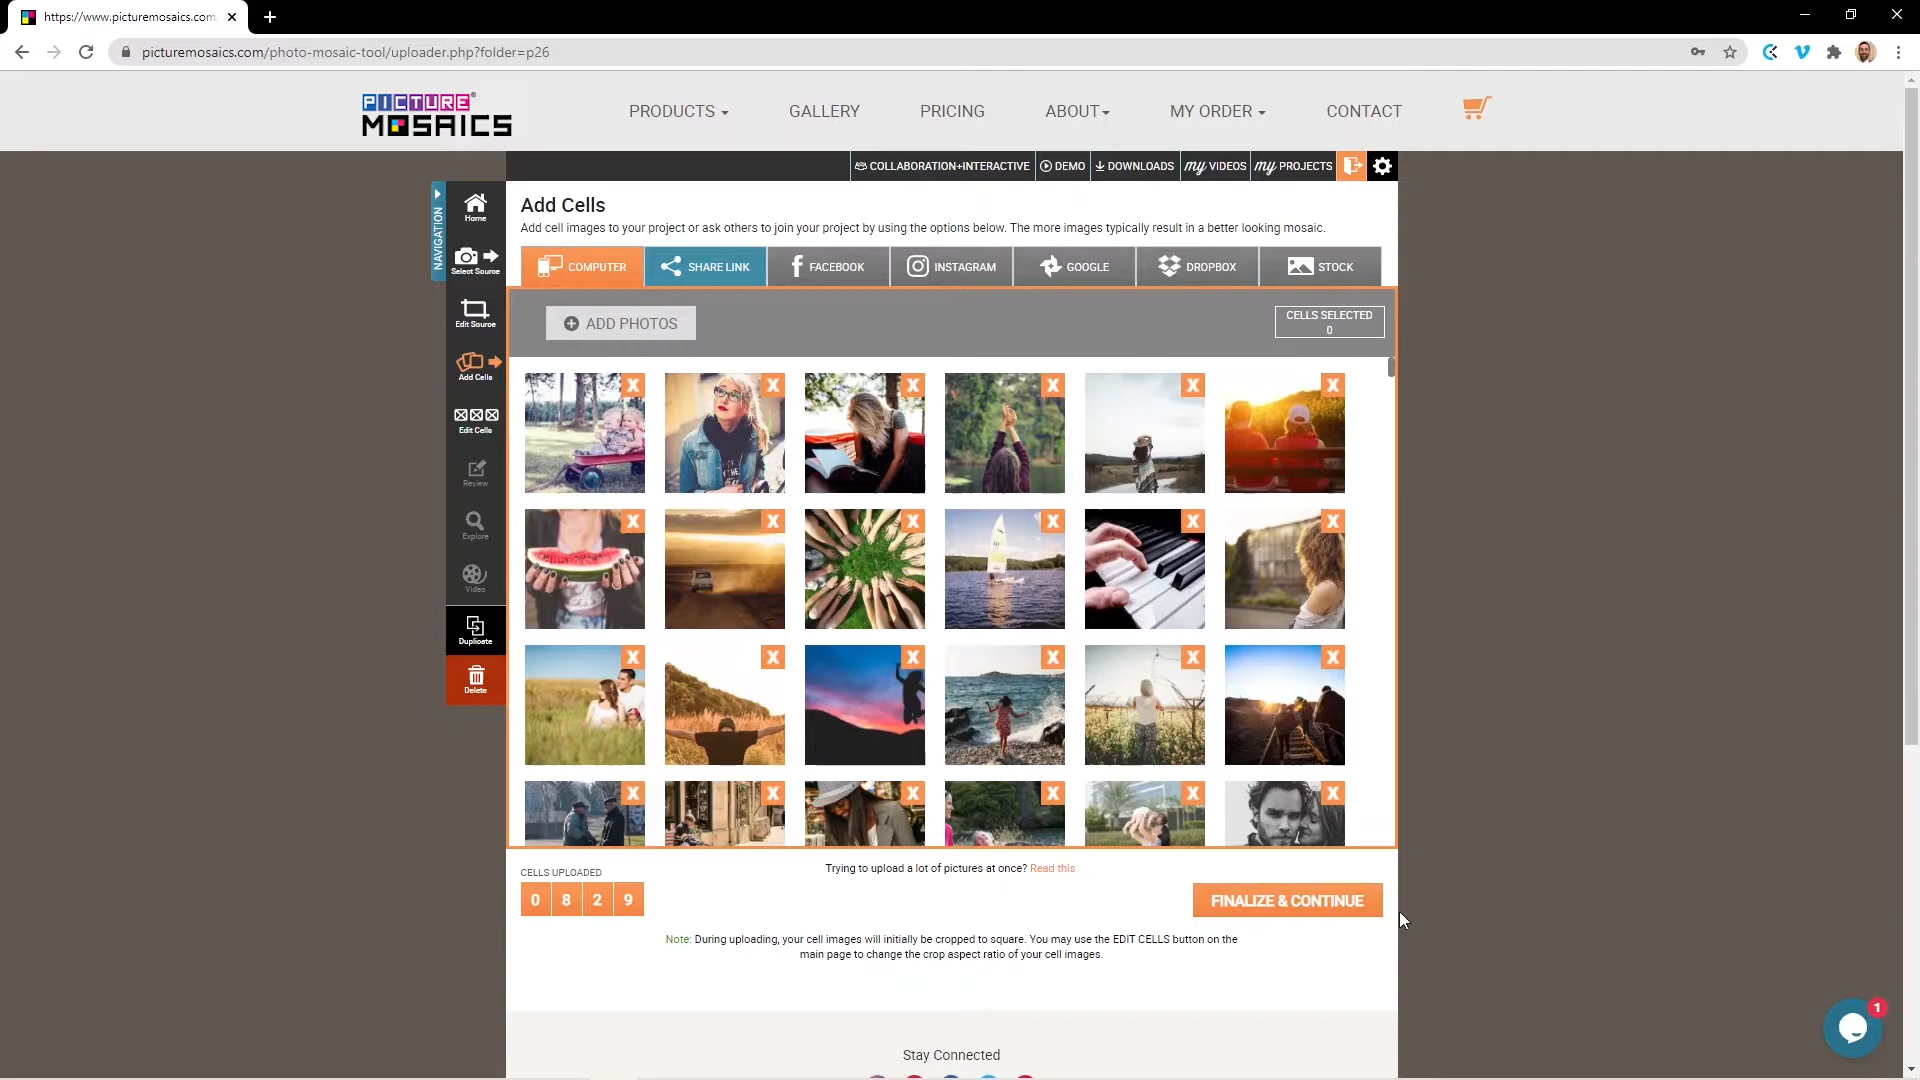 https://www.picturemosaics.com
picturemosaics.com/photo-mosaic-tool/uploader.php?folder=p26
PICTURE
MOSAICS
PRODUCTS GALLERY PRICING ABOUT MY ORDER CONTACT
COLLABORATION+INTERACTIVE DEMO DOWNLOADS my VIDEOS my PROJECTS
NAVIGATION
Home
Select Source
Edit Source
Add Cells
Edit Cells
Review
Explore
Video
Duplicate
Delete
Add Cells
Add cell images to your project or ask others to join your project by using the options below. The more images typically result in a better looking mosaic.
COMPUTER SHARE LINK FACEBOOK INSTAGRAM GOOGLE DROPBOX STOCK
ADD PHOTOS
CELLS SELECTED
0
X X X X X X
X X X X X X
X X X X X X
X X X X X X
Trying to upload a lot of pictures at once? Read this
CELLS UPLOADED
0 8 2 9
FINALIZE & CONTINUE
Note: During uploading, your cell images will initially be cropped to square. You may use the EDIT CELLS button on the
main page to change the crop aspect ratio of your cell images.
1
Stay Connected